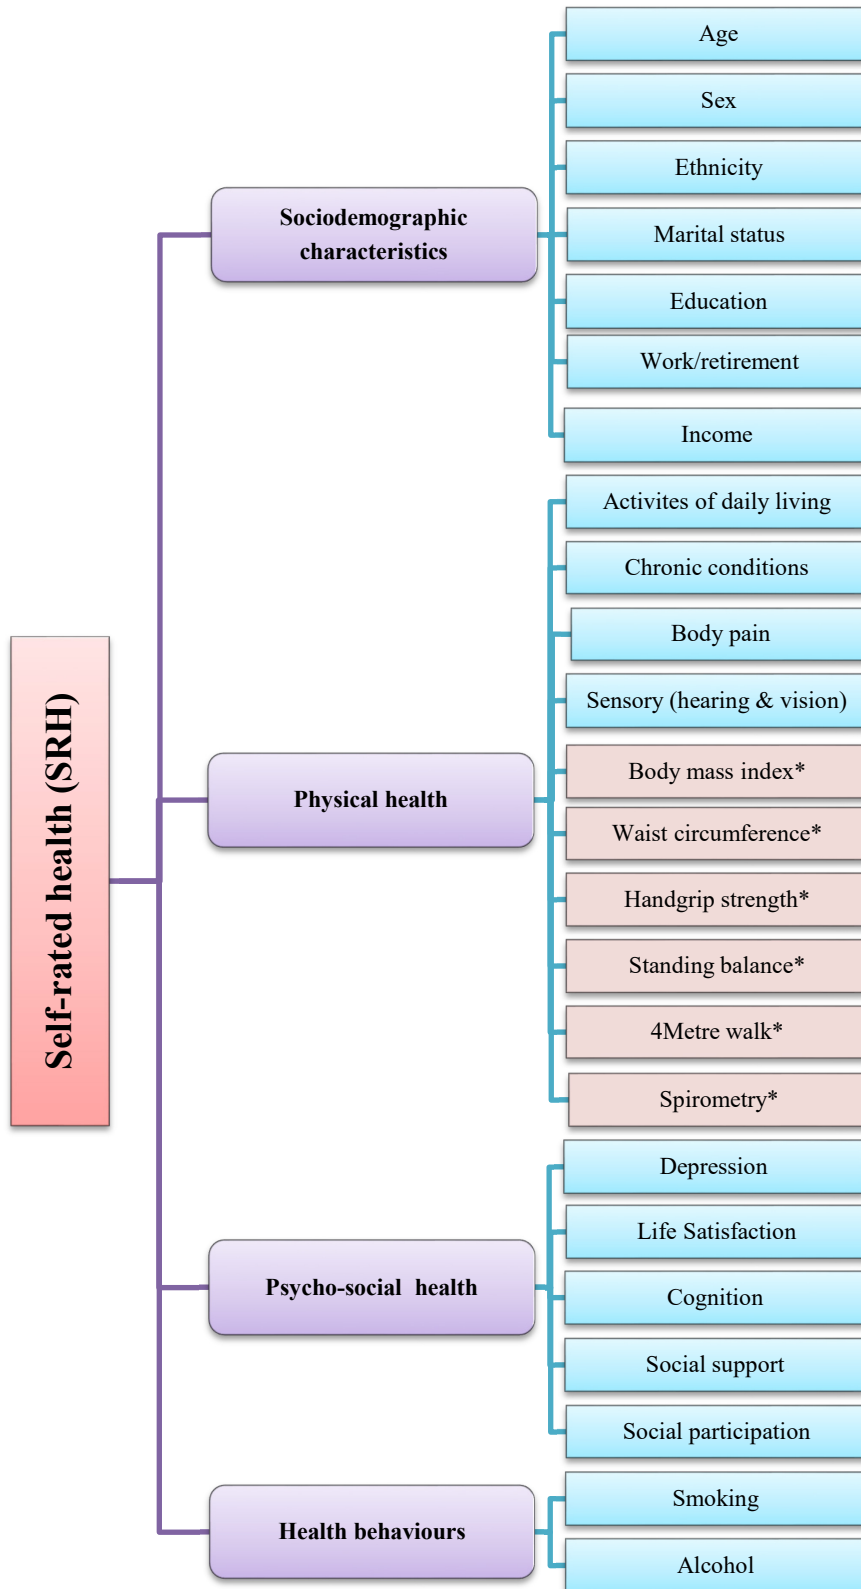 Self-rated health (SRH)
Sociodemographic
characteristics
Age
Sex
Ethnicity
Marital status
Education
Work/retirement
Income
Physical health
Activites of daily living
Chronic conditions
Body pain
Sensory (hearing & vision)
Body mass index*
Waist circumference*
Handgrip strength*
Standing balance*
4Metre walk*
Spirometry*
Psycho-social health
Depression
Life Satisfaction
Cognition
Social support
Social participation
Health behaviours
Smoking
Alcohol